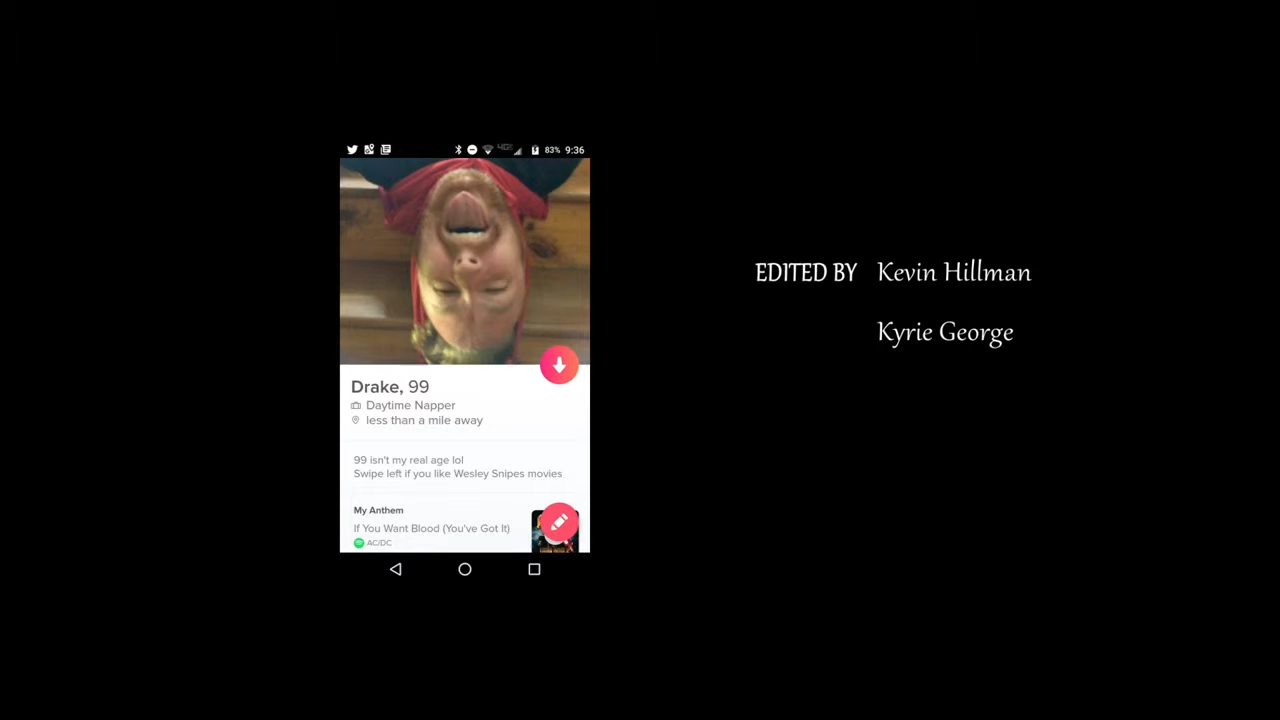 83% 9:36
Drake, 99
Daytime Napper
less than a mile away
99 isn't my real age lol
Swipe left if you like Wesley Snipes movies
My Anthem
If You Want Blood (You've Got It)
AC/DC
EDITED BY Kevin Hillman
Kyrie George